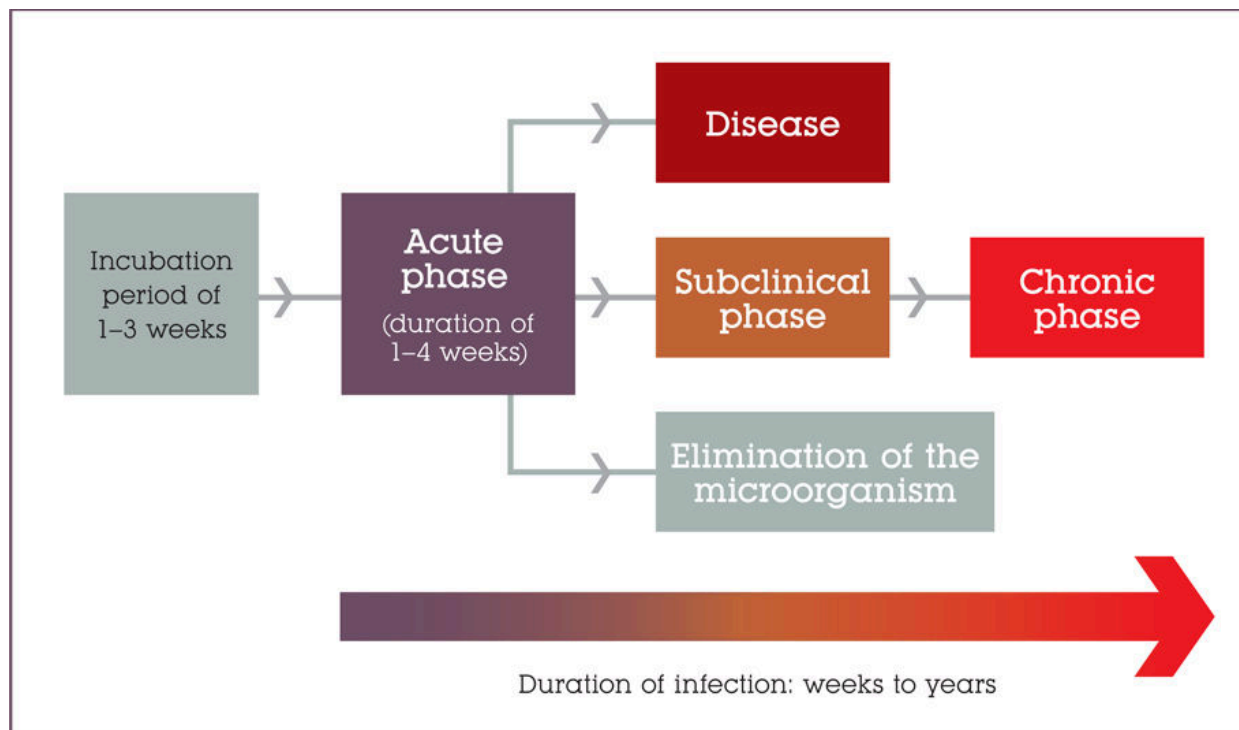 Incubation
period of
1–3 weeks
Acute
phase
(duration of
1–4 weeks)
Disease
Subclinical
phase
Chronic
phase
Elimination of the
microorganism
Duration of infection: weeks to years